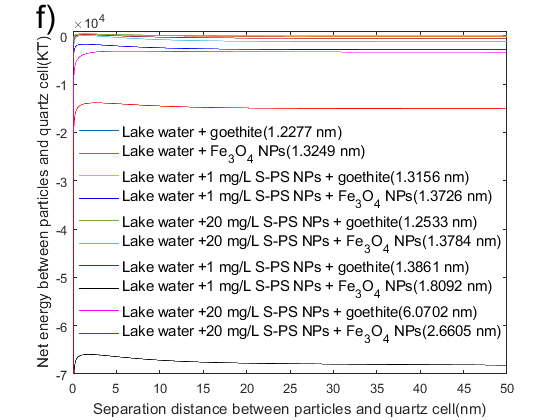 f)
×10⁴
0
-1
-2
-3
-4
-5
-6
-7
Net energy between particles and quartz cell(KT)
Lake water + goethite(1.2277 nm)
Lake water + Fe₃O₄ NPs(1.3249 nm)
Lake water +1 mg/L S-PS NPs + goethite(1.3156 nm)
Lake water +1 mg/L S-PS NPs + Fe₃O₄ NPs(1.3726 nm)
Lake water +20 mg/L S-PS NPs + goethite(1.2533 nm)
Lake water +20 mg/L S-PS NPs + Fe₃O₄ NPs(1.3784 nm)
Lake water +1 mg/L S-PS NPs + goethite(1.3861 nm)
Lake water +1 mg/L S-PS NPs + Fe₃O₄ NPs(1.8092 nm)
Lake water +20 mg/L S-PS NPs + goethite(6.0702 nm)
Lake water +20 mg/L S-PS NPs + Fe₃O₄ NPs(2.6605 nm)
0 5 10 15 20 25 30 35 40 45 50
Separation distance between particles and quartz cell(nm)